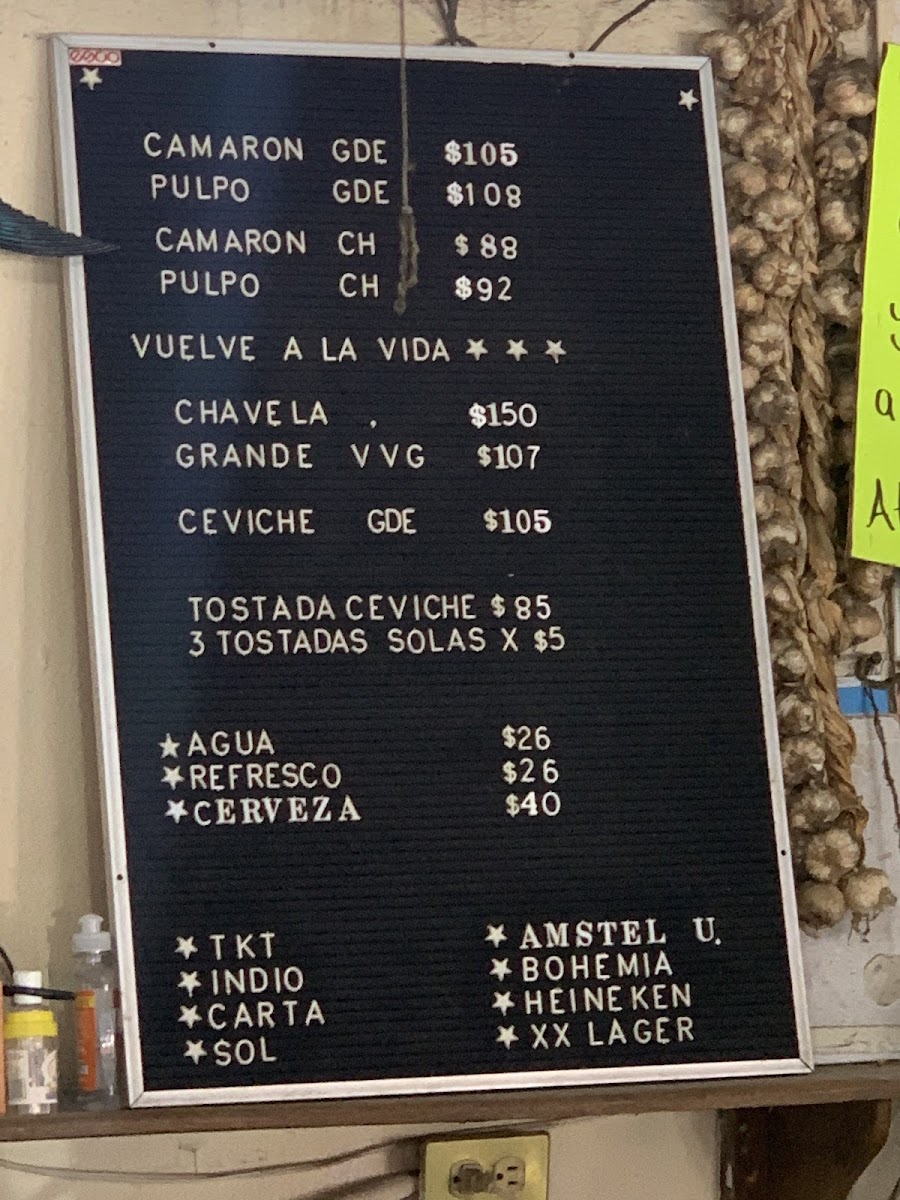 CAMARON GDE $105
PULPO GDE $108
CAMARON CH $88
PULPO CH $92
VUELVE A LA VIDA
CHAVELA , $150
GRANDE VVG $107
CEVICHE GDE $105
TOSTADA CEVICHE $85
3 TOSTADAS SOLAS X $5
AGUA $26
REFRESCO $26
CERVEZA $40
TKT
INDIO
CARTA
SOL
AMSTEL U.
BOHEMIA
HEINEKEN
XX LAGER